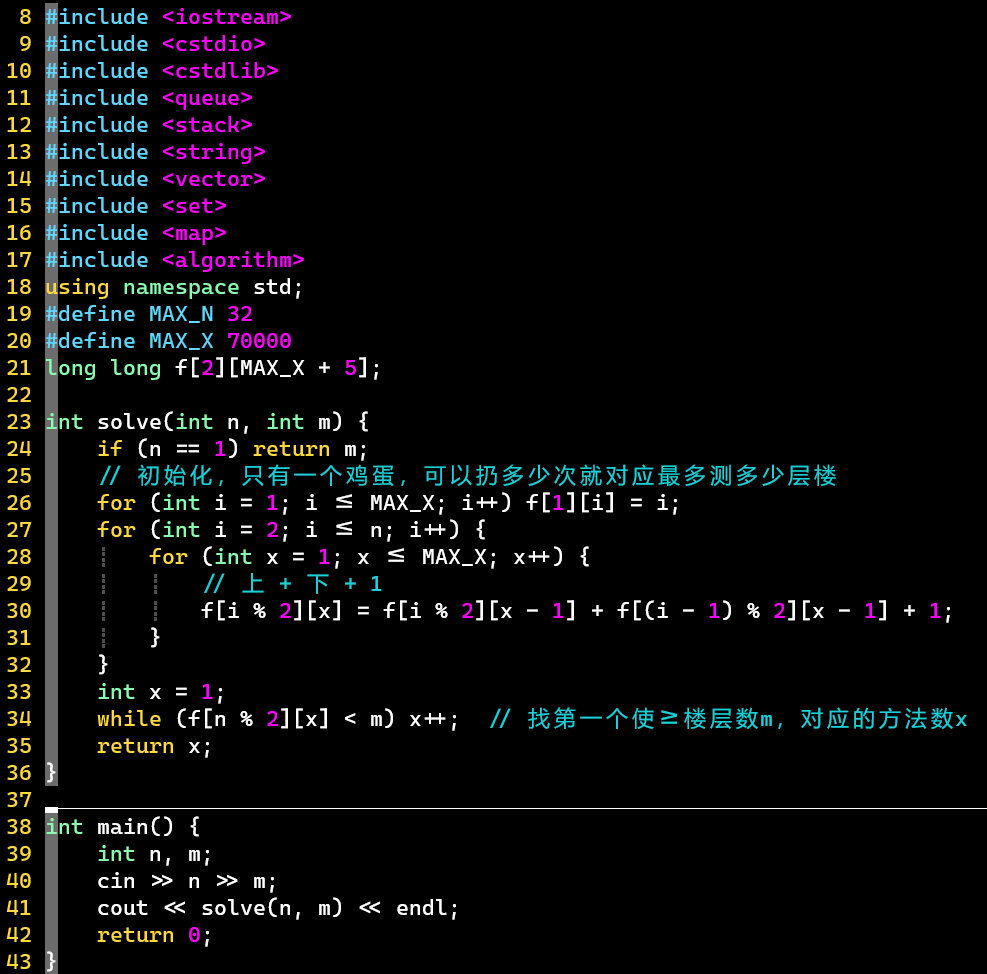 8 #include <iostream>
9 #include <cstdio>
10 #include <cstdlib>
11 #include <queue>
12 #include <stack>
13 #include <string>
14 #include <vector>
15 #include <set>
16 #include <map>
17 #include <algorithm>
18 using namespace std;
19 #define MAX_N 32
20 #define MAX_X 70000
21 long long f[2][MAX_X + 5];
22
23 int solve(int n, int m) {
24     if (n == 1) return m;
25     // 初始化，只有一个鸡蛋，可以扔多少次就对应最多测多少层楼
26     for (int i = 1; i ≤ MAX_X; i++) f[1][i] = i;
27     for (int i = 2; i ≤ n; i++) {
28         for (int x = 1; x ≤ MAX_X; x++) {
29             // 上 + 下 + 1
30             f[i % 2][x] = f[i % 2][x - 1] + f[(i - 1) % 2][x - 1] + 1;
31         }
32     }
33     int x = 1;
34     while (f[n % 2][x] < m) x++;  // 找第一个使≥楼层数m，对应的方法数x
35     return x;
36 }
37
38 int main() {
39     int n, m;
40     cin >> n >> m;
41     cout << solve(n, m) << endl;
42     return 0;
43 }